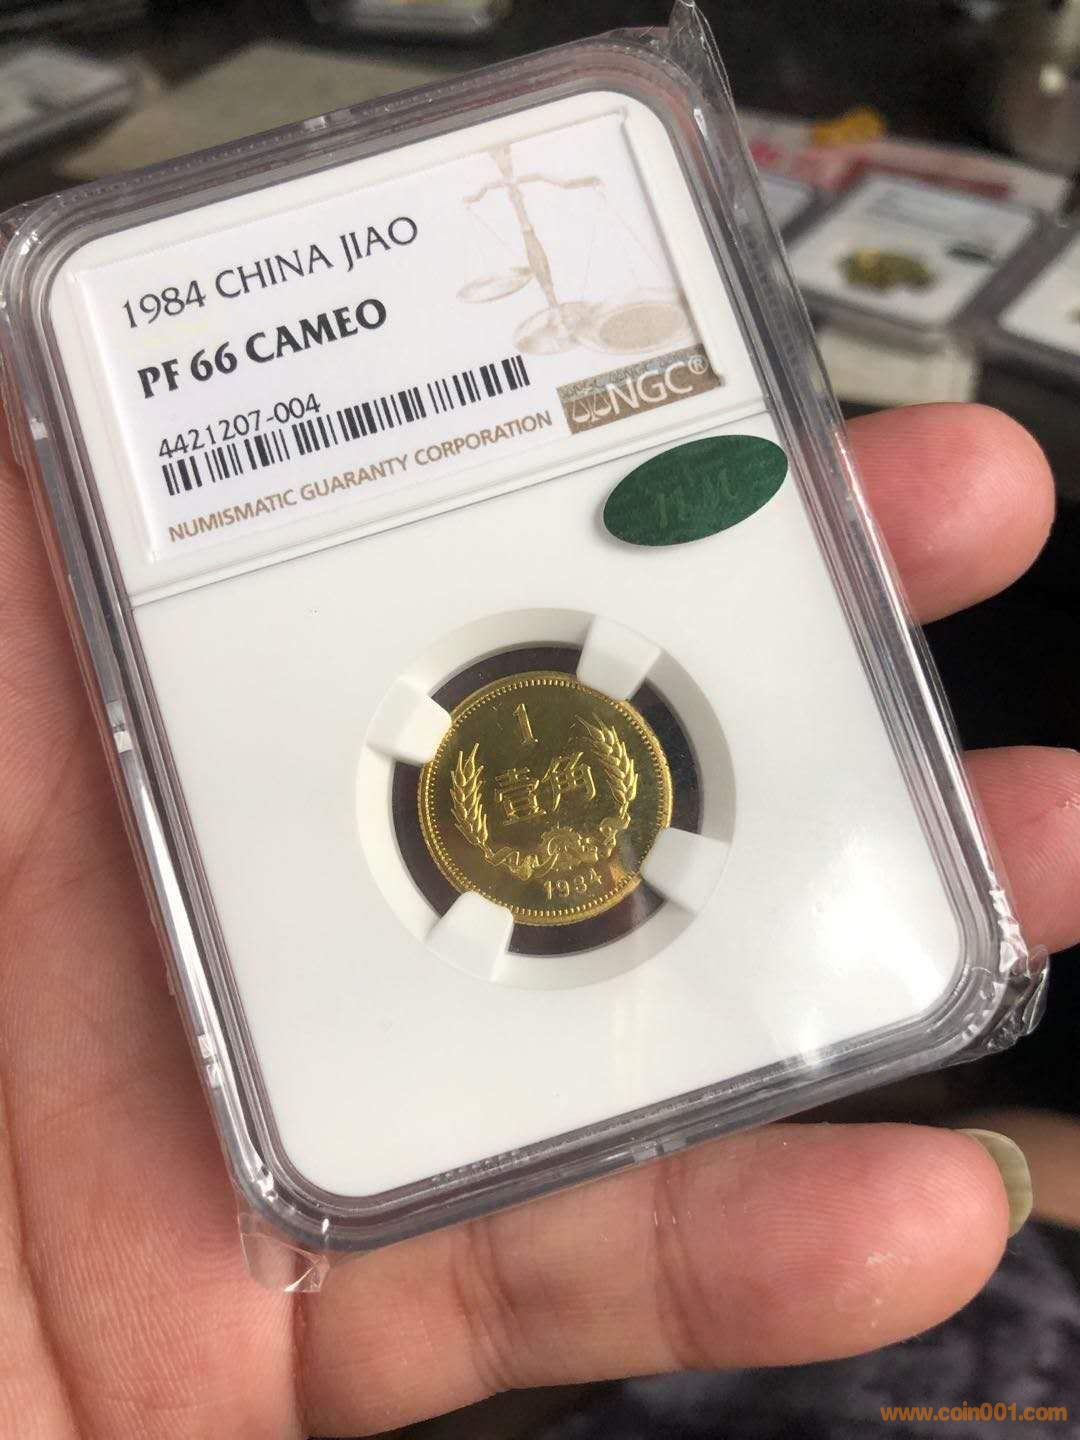 1984 CHINA JIAO
PF 66 CAMEO
4421207-004
NUMISMATIC GUARANTY CORPORATION
NGC®
1
壹角
1984
www.coin001.com